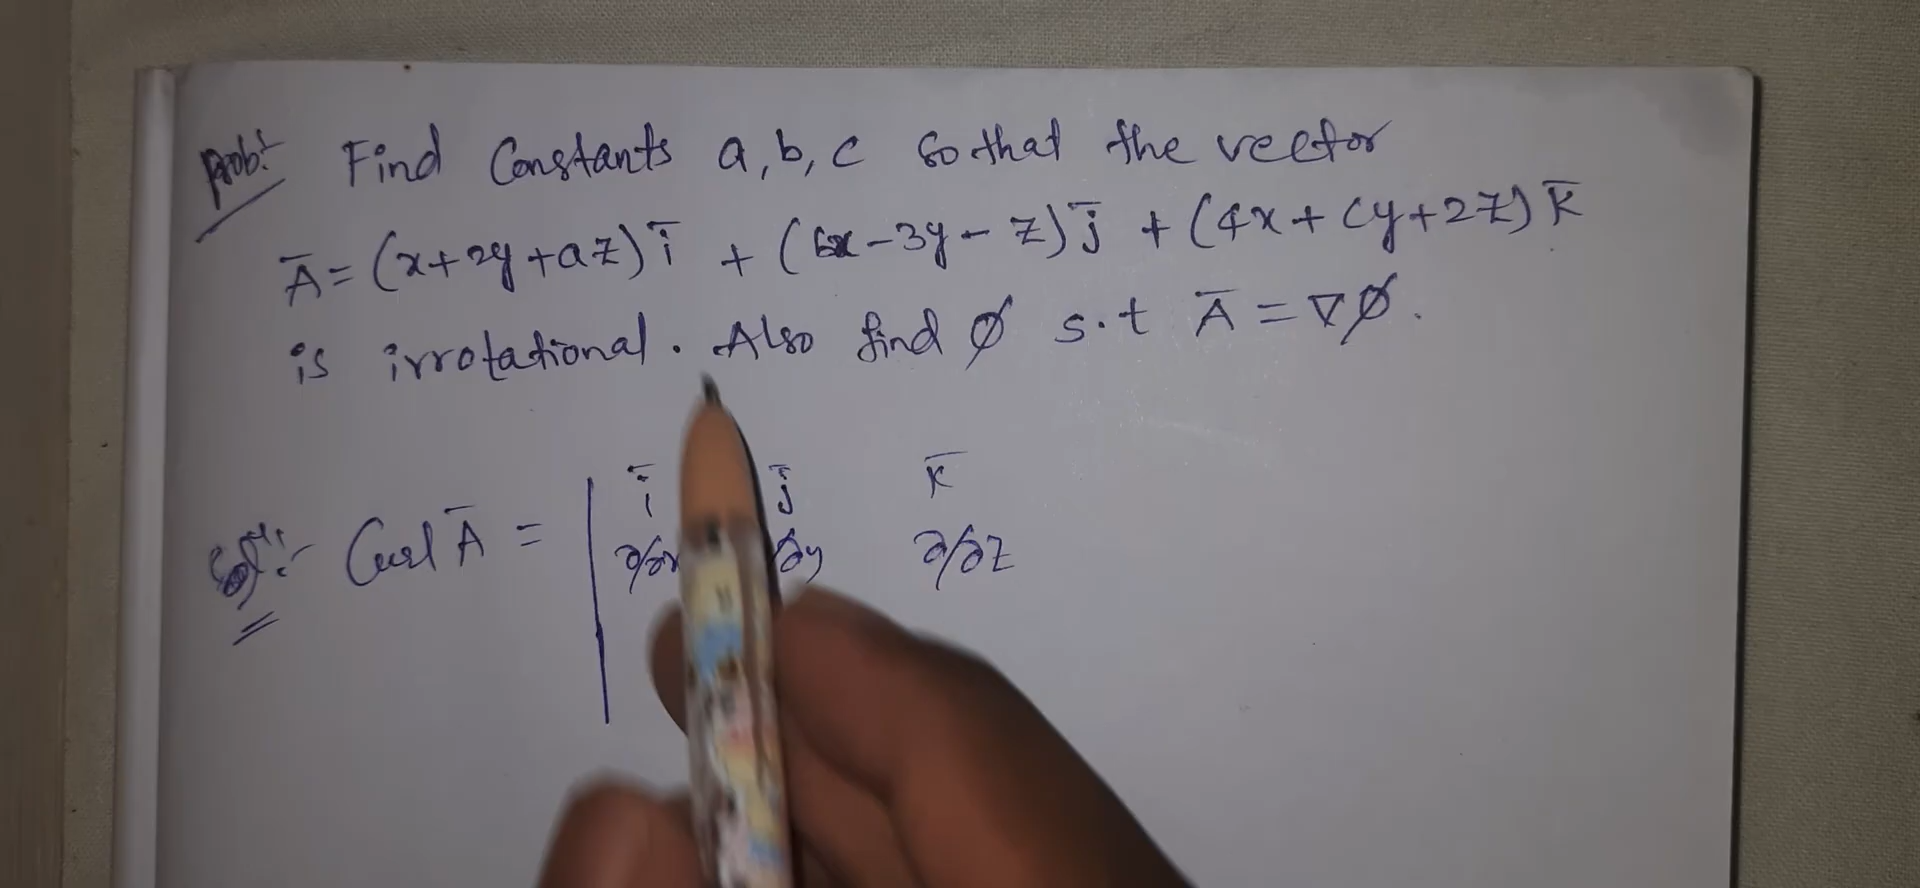 Prob:-  Find Constants a, b, c so that the vector
Ā = (x+2y+az) ī + (bx-3y-z) j̄ + (4x+cy+2z) k̄
is irrotational. Also find Ø s.t Ā = ∇Ø.
ī j̄ k̄
Sol:- Curl Ā = | ∂/∂x ∂y ∂/∂z